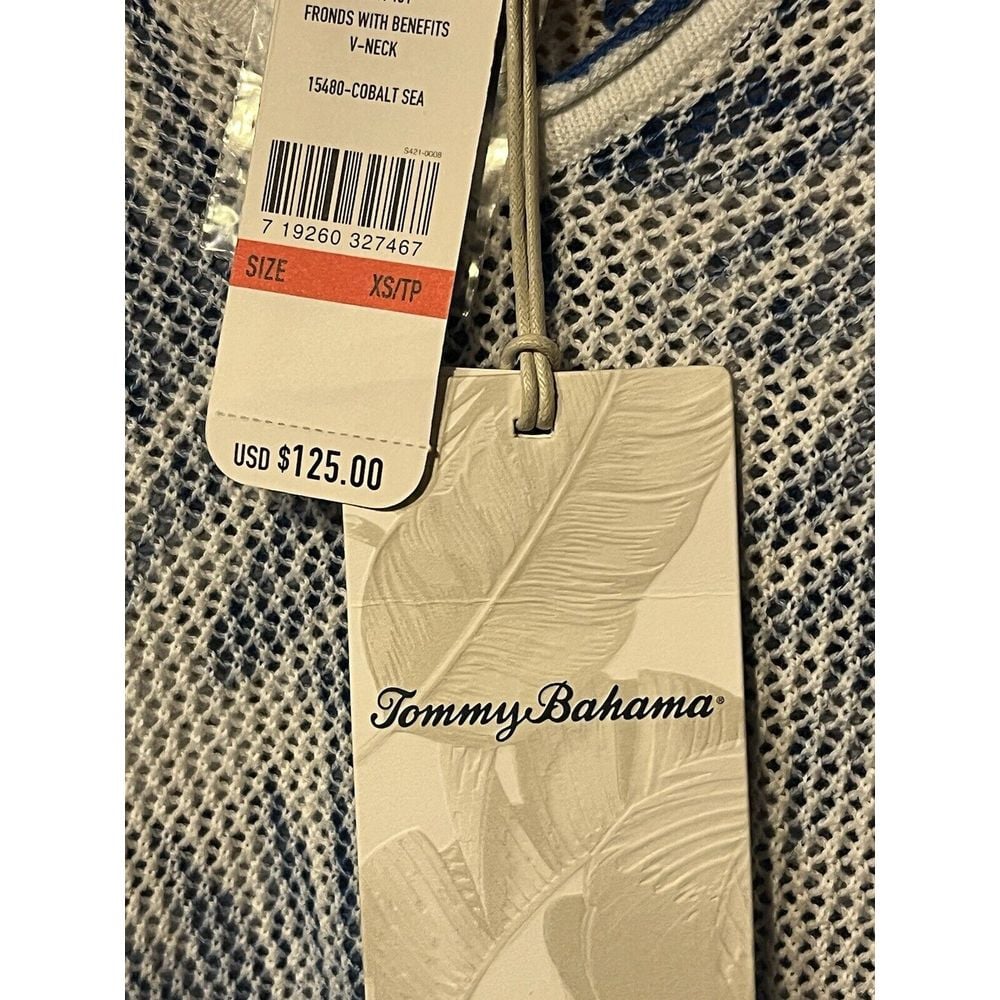 FRONDS WITH BENEFITS
V-NECK
15480-COBALT SEA
S421-0008
7 19260 327467
SIZE XS/TP
USD $125.00
Tommy Bahama®